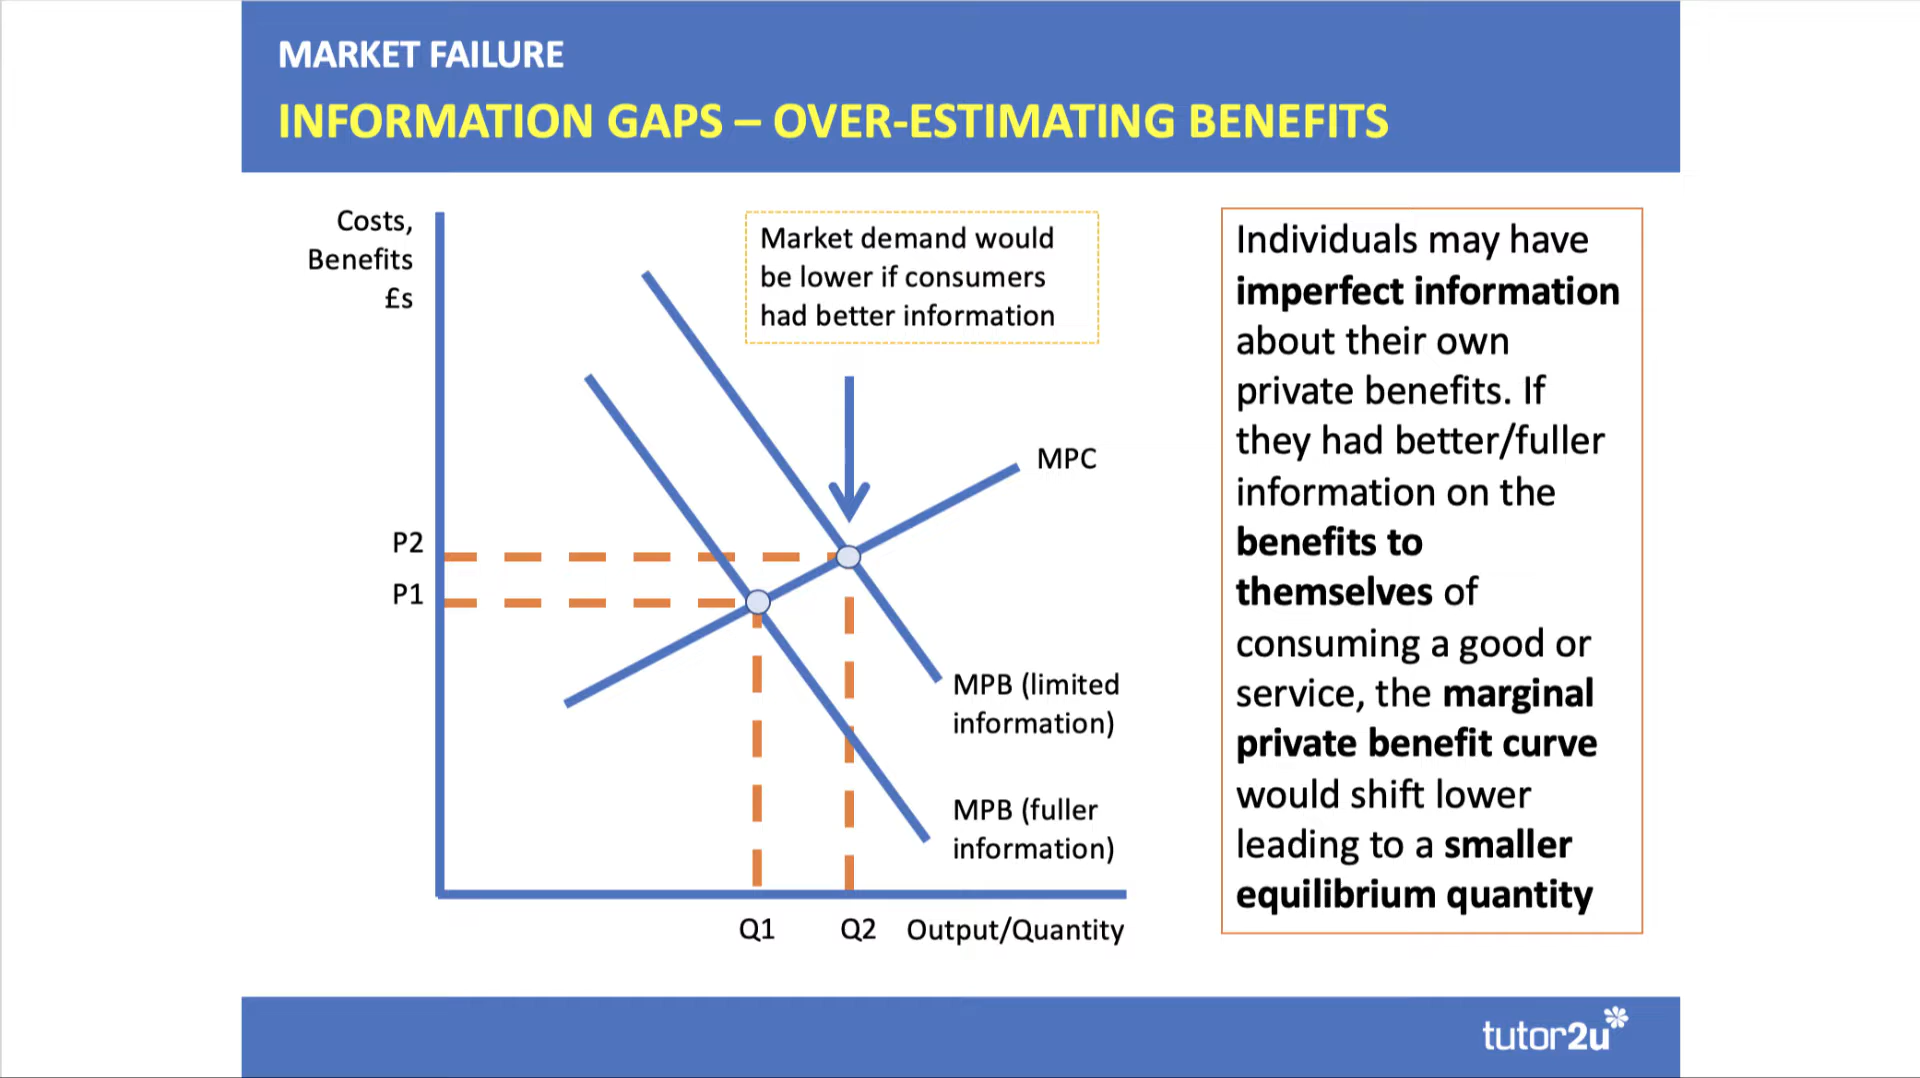 MARKET FAILURE
INFORMATION GAPS – OVER-ESTIMATING BENEFITS
Costs,
Benefits
£s
Market demand would
be lower if consumers
had better information
MPC
P2
P1
MPB (limited
information)
MPB (fuller
information)
Q1
Q2
Output/Quantity
Individuals may have
imperfect information
about their own
private benefits. If
they had better/fuller
information on the
benefits to
themselves of
consuming a good or
service, the marginal
private benefit curve
would shift lower
leading to a smaller
equilibrium quantity
tutor2u